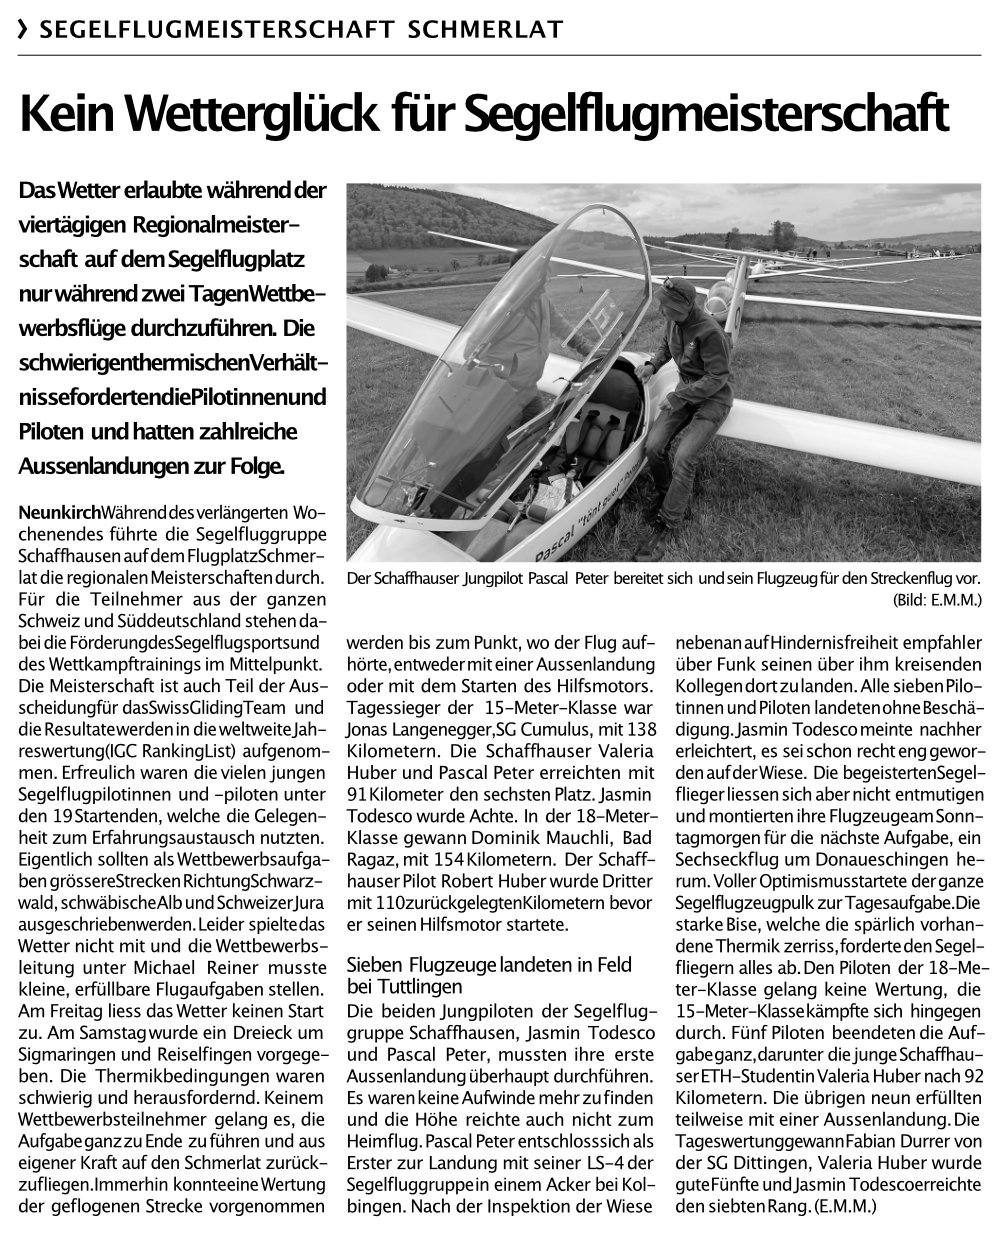 › SEGELFLUGMEISTERSCHAFT SCHMERLAT
Kein Wetterglück für Segelflugmeisterschaft
Das Wetter erlaubte während der
viertägigen Regionalmeister-
schaft auf dem Segelflugplatz
nur während zwei Tagen Wettbe-
werbsflüge durchzuführen. Die
schwierigen thermischen Verhält-
nisse forderten die Pilotinnen und
Piloten und hatten zahlreiche
Aussenlandungen zur Folge.
Neunkirch Während des verlängerten Wo-
chenendes führte die Segelfluggruppe
Schaffhausen auf dem Flugplatz Schmer-
lat die regionalen Meisterschaften durch.
Für die Teilnehmer aus der ganzen
Schweiz und Süddeutschland stehen da-
bei die Förderung des Segelflugsports und
des Wettkampftrainings im Mittelpunkt.
Die Meisterschaft ist auch Teil der Aus-
scheidung für das Swiss Gliding Team und
die Resultate werden in die weltweite Jah-
reswertung (IGC Ranking List) aufgenom-
men. Erfreulich waren die vielen jungen
Segelflugpilotinnen und -piloten unter
den 19 Startenden, welche die Gelegen-
heit zum Erfahrungsaustausch nutzten.
Eigentlich sollten als Wettbewerbsaufga-
ben grössere Strecken Richtung Schwarz-
wald, schwäbische Alb und Schweizer Jura
ausgeschrieben werden. Leider spielte das
Wetter nicht mit und die Wettbewerbs-
leitung unter Michael Reiner musste
kleine, erfüllbare Flugaufgaben stellen.
Am Freitag liess das Wetter keinen Start
zu. Am Samstag wurde ein Dreieck um
Sigmaringen und Reiselfingen vorgege-
ben. Die Thermikbedingungen waren
schwierig und herausfordernd. Keinem
Wettbewerbsteilnehmer gelang es, die
Aufgabe ganz zu Ende zu führen und aus
eigener Kraft auf den Schmerlat zurück-
zufliegen. Immerhin konnte eine Wertung
der geflogenen Strecke vorgenommen
Pascal "tönt guet" Peter
Der Schaffhauser Jungpilot Pascal Peter bereitet sich und sein Flugzeug für den Streckenflug vor.
(Bild: E.M.M.)
werden bis zum Punkt, wo der Flug auf-
hörte, entweder mit einer Aussenlandung
oder mit dem Starten des Hilfsmotors.
Tagessieger der 15-Meter-Klasse war
Jonas Langenegger, SG Cumulus, mit 138
Kilometern. Die Schaffhauser Valeria
Huber und Pascal Peter erreichten mit
91 Kilometer den sechsten Platz. Jasmin
Todesco wurde Achte. In der 18-Meter-
Klasse gewann Dominik Mauchli, Bad
Ragaz, mit 154 Kilometern. Der Schaff-
hauser Pilot Robert Huber wurde Dritter
mit 110 zurückgelegten Kilometern bevor
er seinen Hilfsmotor startete.
Sieben Flugzeuge landeten in Feld
bei Tuttlingen
Die beiden Jungpiloten der Segelflug-
gruppe Schaffhausen, Jasmin Todesco
und Pascal Peter, mussten ihre erste
Aussenlandung überhaupt durchführen.
Es waren keine Aufwinde mehr zu finden
und die Höhe reichte auch nicht zum
Heimflug. Pascal Peter entschloss sich als
Erster zur Landung mit seiner LS-4 der
Segelfluggruppe in einem Acker bei Kol-
bingen. Nach der Inspektion der Wiese
nebenan auf Hindernisfreiheit empfahl er
über Funk seinen über ihm kreisenden
Kollegen dort zu landen. Alle sieben Pilo-
tinnen und Piloten landeten ohne Beschä-
digung. Jasmin Todesco meinte nachher
erleichtert, es sei schon recht eng gewor-
den auf der Wiese. Die begeisterten Segel-
flieger liessen sich aber nicht entmutigen
und montierten ihre Flugzeuge am Sonn-
tagmorgen für die nächste Aufgabe, ein
Sechseckflug um Donaueschingen he-
rum. Voller Optimismus startete der ganze
Segelflugzeugpulk zur Tagesaufgabe. Die
starke Bise, welche die spärlich vorhan-
dene Thermik zerriss, forderte den Segel-
fliegern alles ab. Den Piloten der 18-Me-
ter-Klasse gelang keine Wertung, die
15-Meter-Klasse kämpfte sich hingegen
durch. Fünf Piloten beendeten die Auf-
gabe ganz, darunter die junge Schaffhau-
ser ETH-Studentin Valeria Huber nach 92
Kilometern. Die übrigen neun erfüllten
teilweise mit einer Aussenlandung. Die
Tageswertung gewann Fabian Durrer von
der SG Dittingen, Valeria Huber wurde
gute Fünfte und Jasmin Todesco erreichte
den siebten Rang. (E.M.M.)